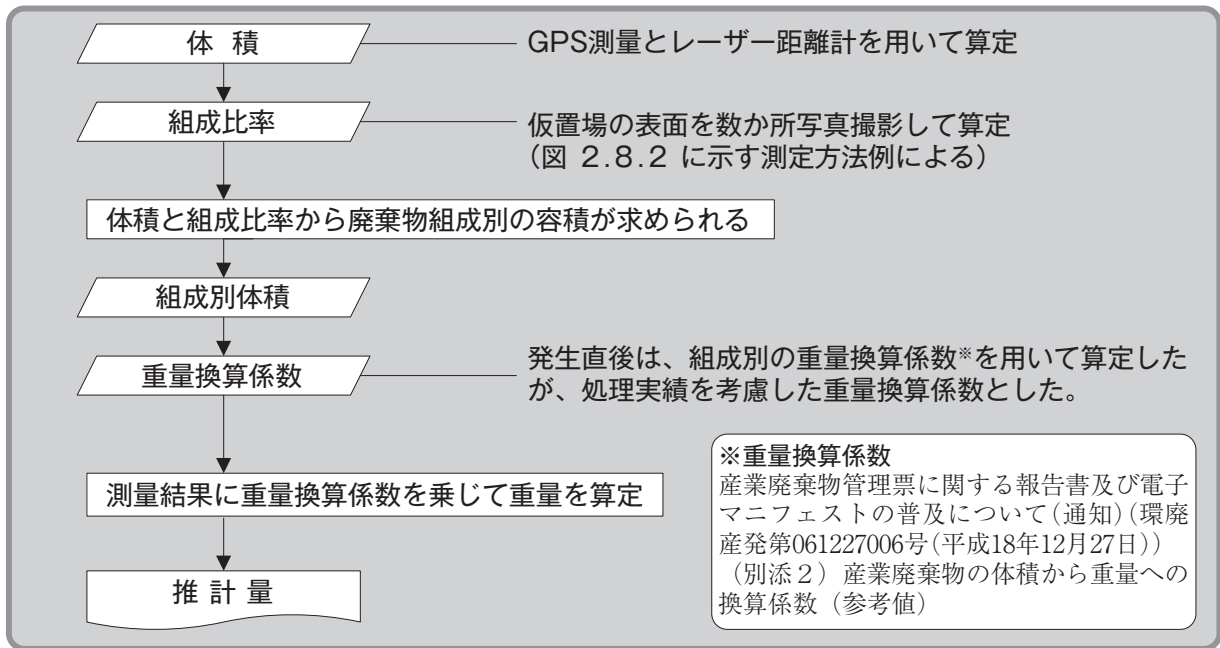 体 積
GPS測量とレーザー距離計を用いて算定
組成比率
仮置場の表面を数か所写真撮影して算定
（図 2.8.2 に示す測定方法例による）
体積と組成比率から廃棄物組成別の容積が求められる
組成別体積
重量換算係数
発生直後は、組成別の重量換算係数※を用いて算定した
が、処理実績を考慮した重量換算係数とした。
測量結果に重量換算係数を乗じて重量を算定
推 計 量
※重量換算係数
産業廃棄物管理票に関する報告書及び電子
マニフェストの普及について（通知）（環廃
産発第061227006号（平成18年12月27日））
（別添２）産業廃棄物の体積から重量への
換算係数（参考値）